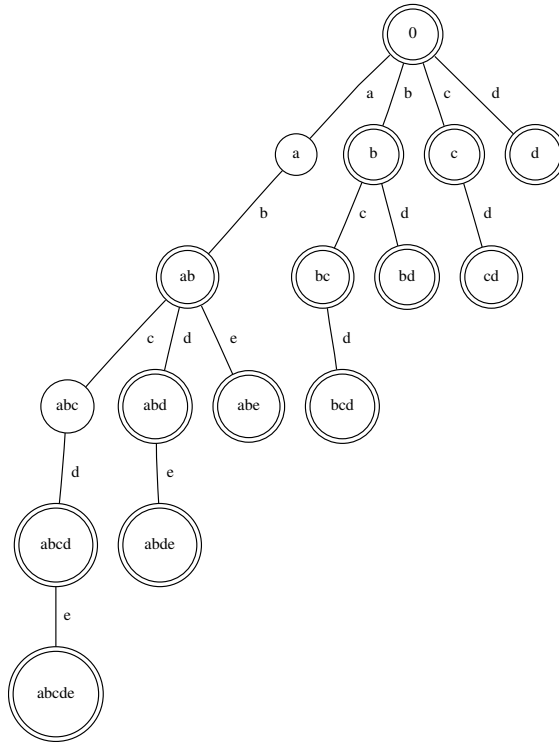 0
a b c d
a b c d
b c d d
ab bc bd cd
c d e d
abc abd abe bcd
d e
abcd abde
e
abcde